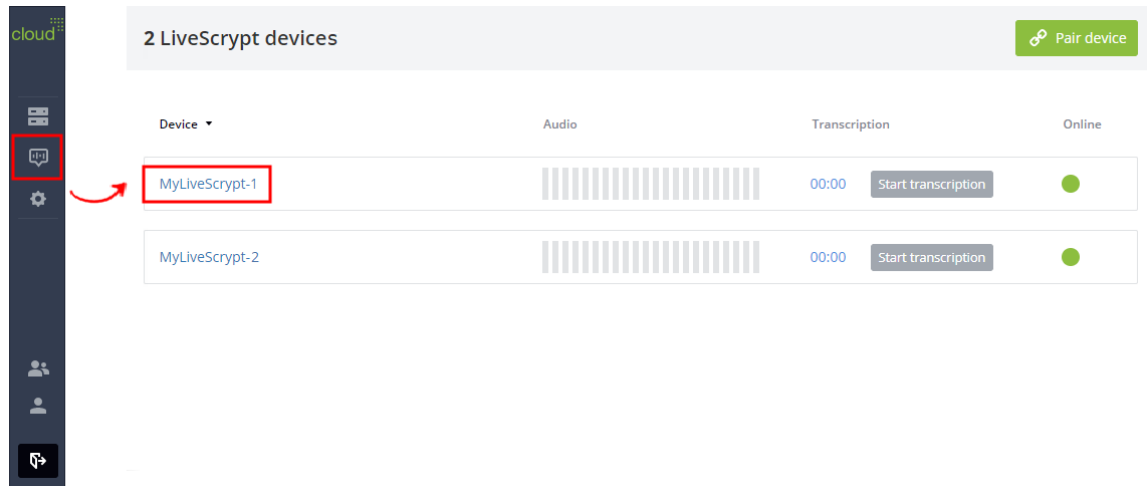 cloud
2 LiveScrypt devices
Pair device
Device
Audio
Transcription
Online
MyLiveScrypt-1
00:00
Start transcription
MyLiveScrypt-2
00:00
Start transcription